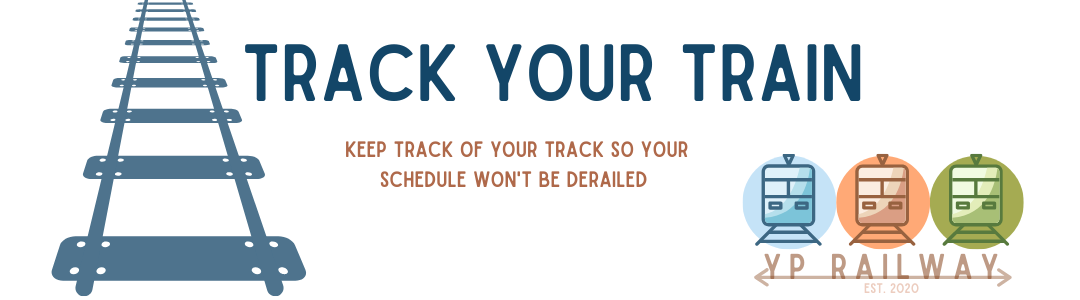 TRACK YOUR TRAIN
KEEP TRACK OF YOUR TRACK SO YOUR
SCHEDULE WON'T BE DERAILED
YP RAILWAY
EST. 2020